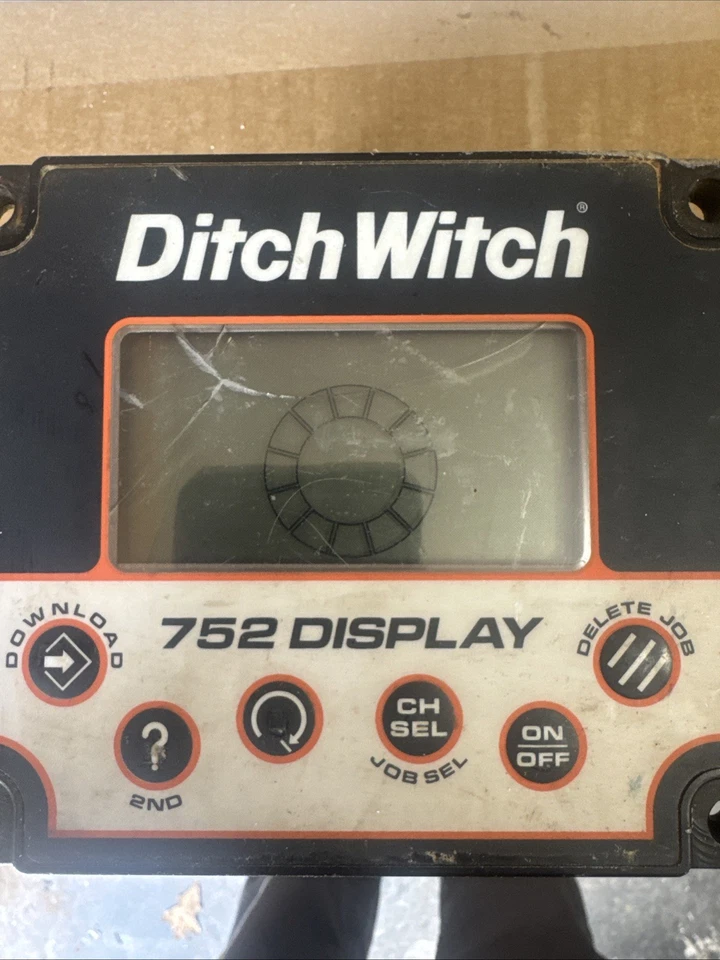 DitchWitch®
752 DISPLAY
DOWNLOAD
DELETE JOB
?
2ND
CH
SEL
JOB SEL
ON
OFF